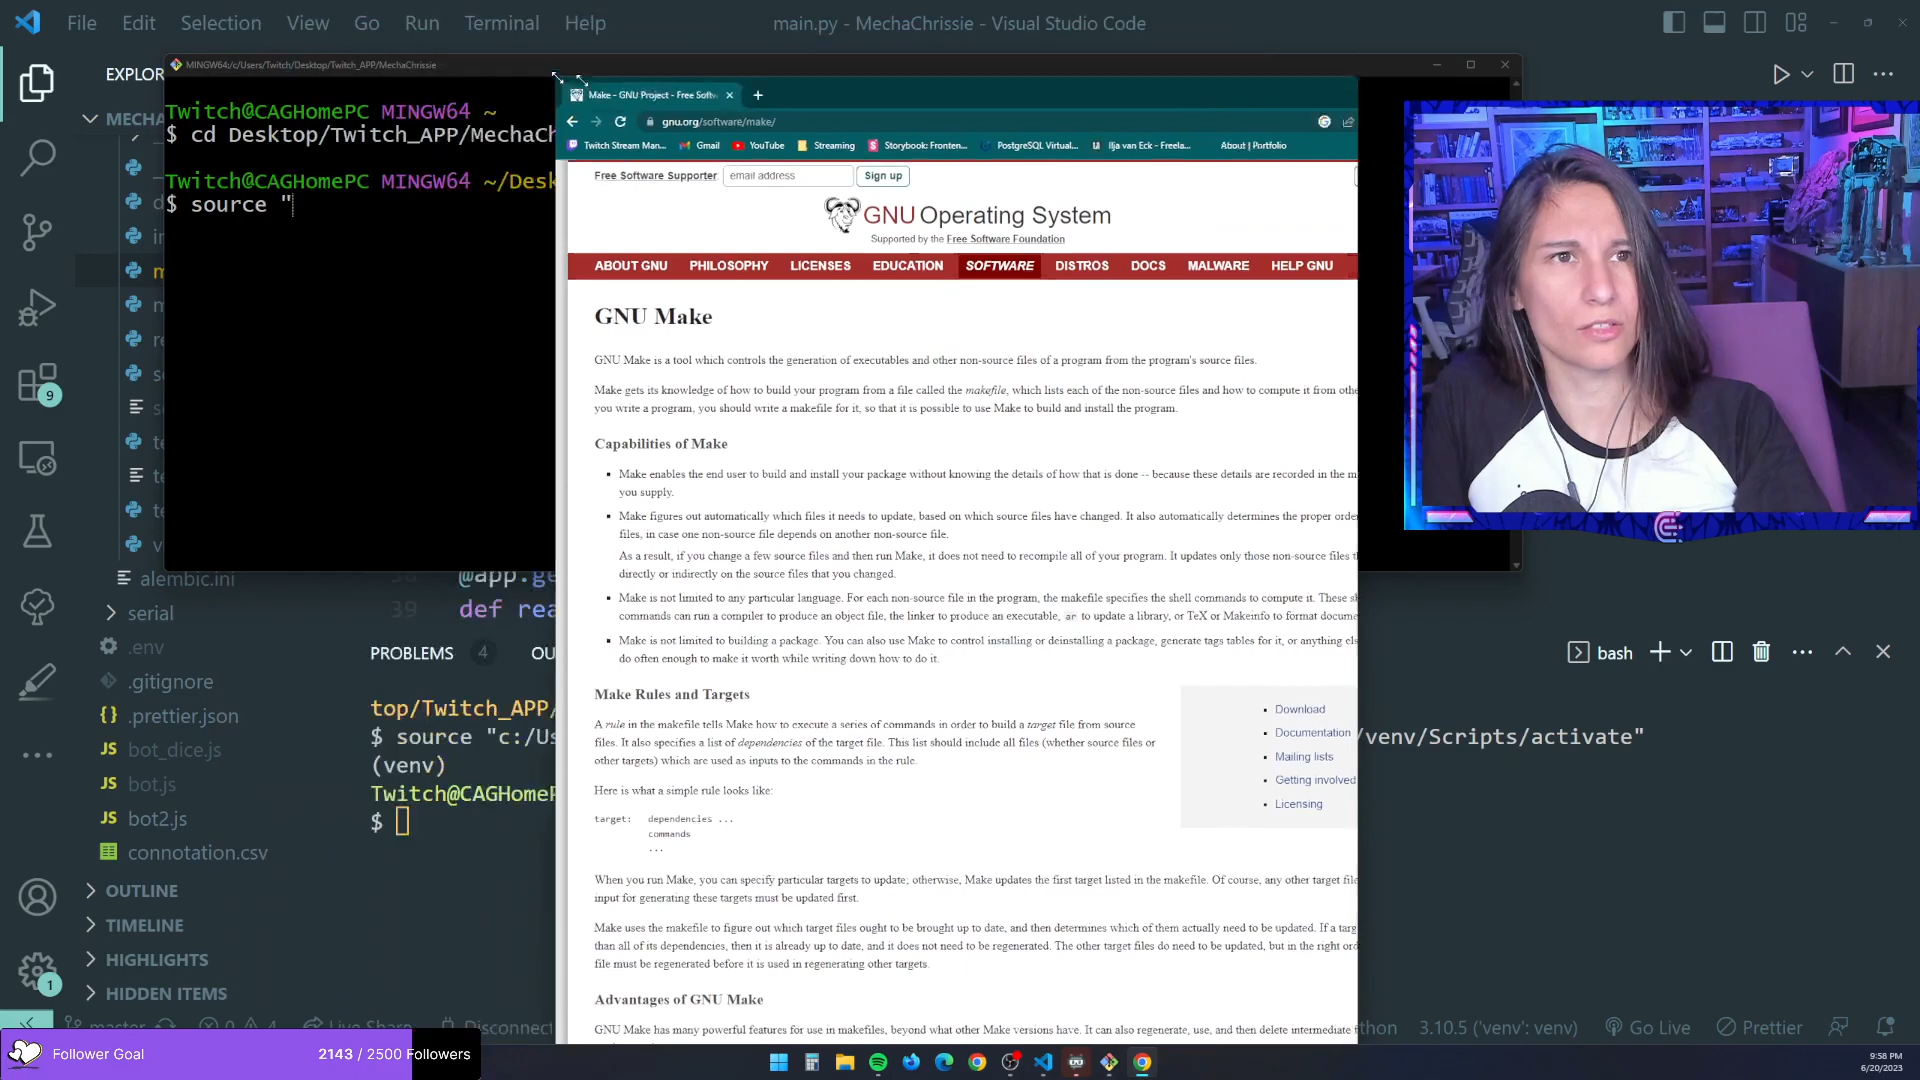 File Edit Selection View Go Run Terminal Help
main.py - MechaChrissie - Visual Studio Code
EXPLOR
MECHA
MINGW64:/c/Users/Twitch/Desktop/Twitch_APP/MechaChrissie
Twitch@CAGHomePC MINGW64 ~
$ cd Desktop/TWitch_APP/MechaCh
Twitch@CAGHomePC MINGW64 ~/Desk
$ source "
Make - GNU Project - Free Softw
gnu.org/software/make/
Twitch Stream Man... Gmail YouTube Streaming Storybook: Fronten... PostgreSQL Virtual... Ilja van Eck - Freela... About | Portfolio
Free Software Supporter email address Sign up
GNU Operating System
Supported by the Free Software Foundation
ABOUT GNU PHILOSOPHY LICENSES EDUCATION SOFTWARE DISTROS DOCS MALWARE HELP GNU
GNU Make
GNU Make is a tool which controls the generation of executables and other non-source files of a program from the program's source files.
Make gets its knowledge of how to build your program from a file called the makefile, which lists each of the non-source files and how to compute it from othe
you write a program, you should write a makefile for it, so that it is possible to use Make to build and install the program.
Capabilities of Make
Make enables the end user to build and install your package without knowing the details of how that is done -- because these details are recorded in the m
you supply.
Make figures out automatically which files it needs to update, based on which source files have changed. It also automatically determines the proper order
files, in case one non-source file depends on another non-source file.
As a result, if you change a few source files and then run Make, it does not need to recompile all of your program. It updates only those non-source files t
directly or indirectly on the source files that you changed.
Make is not limited to any particular language. For each non-source file in the program, the makefile specifies the shell commands to compute it. These sh
commands can run a compiler to produce an object file, the linker to produce an executable, ar to update a library, or TeX or Makeinfo to format docume
Make is not limited to building a package. You can also use Make to control installing or deinstalling a package, generate tags tables for it, or anything els
do often enough to make it worth while writing down how to do it.
Make Rules and Targets
A rule in the makefile tells Make how to execute a series of commands in order to build a target file from source
files. It also specifies a list of dependencies of the target file. This list should include all files (whether source files or
other targets) which are used as inputs to the commands in the rule.
Here is what a simple rule looks like:
target: dependencies ...
commands
...
Download
Documentation
Mailing lists
Getting involved
Licensing
When you run Make, you can specify particular targets to update; otherwise, Make updates the first target listed in the makefile. Of course, any other target file
input for generating these targets must be updated first.
Make uses the makefile to figure out which target files ought to be brought up to date, and then determines which of them actually need to be updated. If a targ
than all of its dependencies, then it is already up to date, and it does not need to be regenerated. The other target files do need to be updated, but in the right ord
file must be regenerated before it is used in regenerating other targets.
Advantages of GNU Make
GNU Make has many powerful features for use in makefiles, beyond what other Make versions have. It can also regenerate, use, and then delete intermediate f
9
alembic.ini
serial
.env
.gitignore
.prettier.json
bot_dice.js
bot.js
bot2.js
connotation.csv
OUTLINE
TIMELINE
HIGHLIGHTS
HIDDEN ITEMS
1
@app.ge
39 def rea
PROBLEMS 4 OU
bash
top/Twitch_APP/
$ source "c:/Us /venv/Scripts/activate"
(venv)
Twitch@CAGHomeP
$
master 0 4 Live Share Disconnect
thon 3.10.5 ('venv': venv) Go Live Prettier
Follower Goal 2143 / 2500 Followers
9:58 PM
6/20/2023